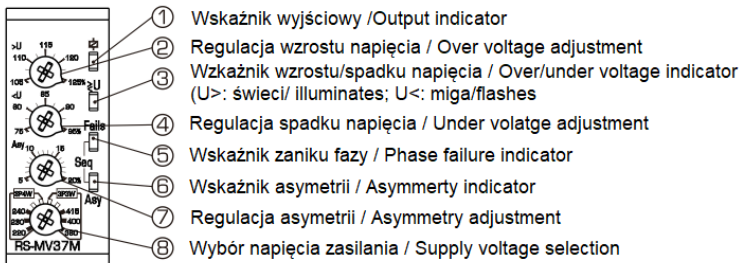 ① Wskaźnik wyjściowy /Output indicator
② Regulacja wzrostu napięcia / Over voltage adjustment
③ Wzkażnik wzrostu/spadku napięcia / Over/under voltage indicator
(U>: świeci/ illuminates; U<: miga/flashes
④ Regulacja spadku napięcia / Under volatge adjustment
⑤ Wskaźnik zaniku fazy / Phase failure indicator
⑥ Wskaźnik asymetrii / Asymmerty indicator
⑦ Regulacja asymetrii / Asymmetry adjustment
⑧ Wybór napięcia zasilania / Supply voltage selection
>U 115
110 120
105 125%
<U 85 ≥U
80 90
75 95% Fails
Asy 10 15
Seq
5 20%
Asy
3P4W 3P3W
240 415
230 400
220 380
RS-MV37M